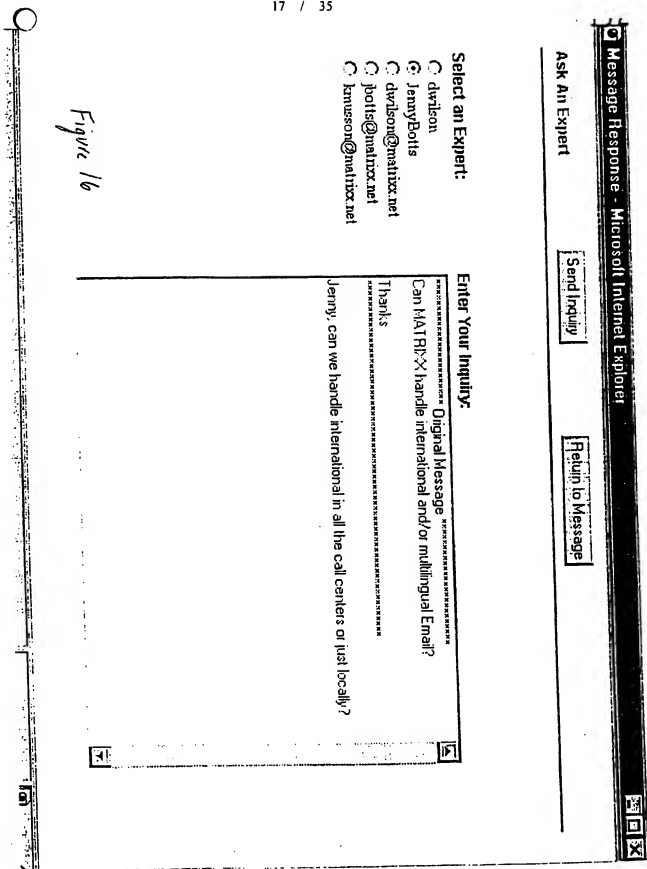 17 / 35
Message Response - Microsoft Internet Explorer
Ask An Expert
Send Inquiry
Return to Message
Select an Expert:
dwilson
JennyBotts
dwilson@matrixx.net
jbotts@matrixx.net
kmusson@matrixx.net
Enter Your Inquiry:
************************ Original Message ************************
Can MATRIXX handle international and/or multilingual Email?
Thanks
************************************************************
Jenny, can we handle international in all the call centers or just locally?
Figure 16